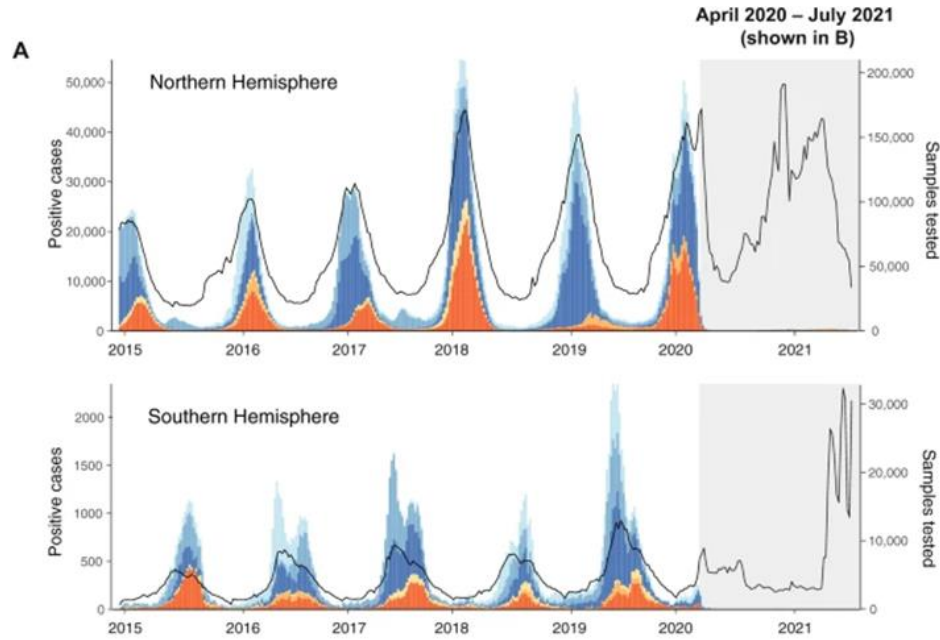 April 2020 – July 2021
(shown in B)
A
Northern Hemisphere
Positive cases
50,000
40,000
30,000
20,000
10,000
0
200,000
150,000
100,000
50,000
0
Samples tested
2015 2016 2017 2018 2019 2020 2021
Southern Hemisphere
Positive cases
2000
1500
1000
500
0
30,000
20,000
10,000
0
Samples tested
2015 2016 2017 2018 2019 2020 2021